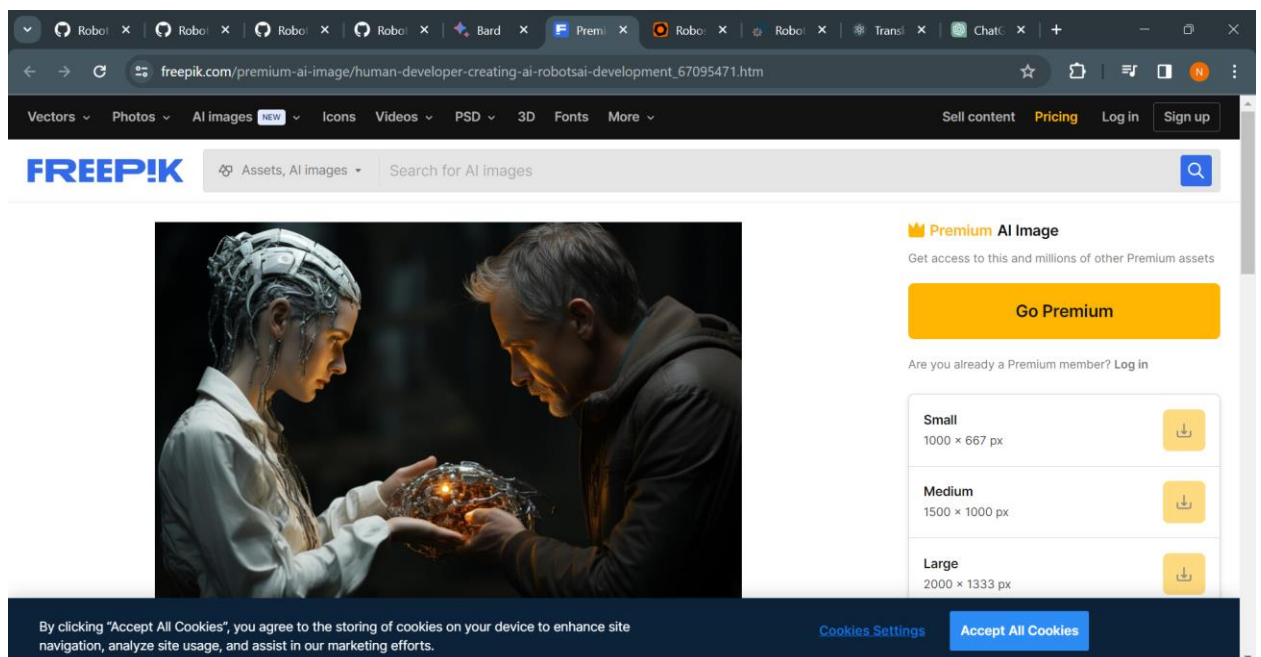 Robot
Robot
Robot
Robot
Bard
Premi
Robo
Robot
Transl
ChatG
N
freepik.com/premium-ai-image/human-developer-creating-ai-robotsai-development_67095471.htm
Vectors Photos AI images NEW Icons Videos PSD 3D Fonts More Sell content Pricing Log in Sign up
FREEP!K Assets, AI images Search for AI images
Premium AI Image
Get access to this and millions of other Premium assets
Go Premium
Are you already a Premium member? Log in
Small
1000 × 667 px
Medium
1500 × 1000 px
Large
2000 × 1333 px
By clicking “Accept All Cookies”, you agree to the storing of cookies on your device to enhance site
navigation, analyze site usage, and assist in our marketing efforts.
Cookies Settings
Accept All Cookies